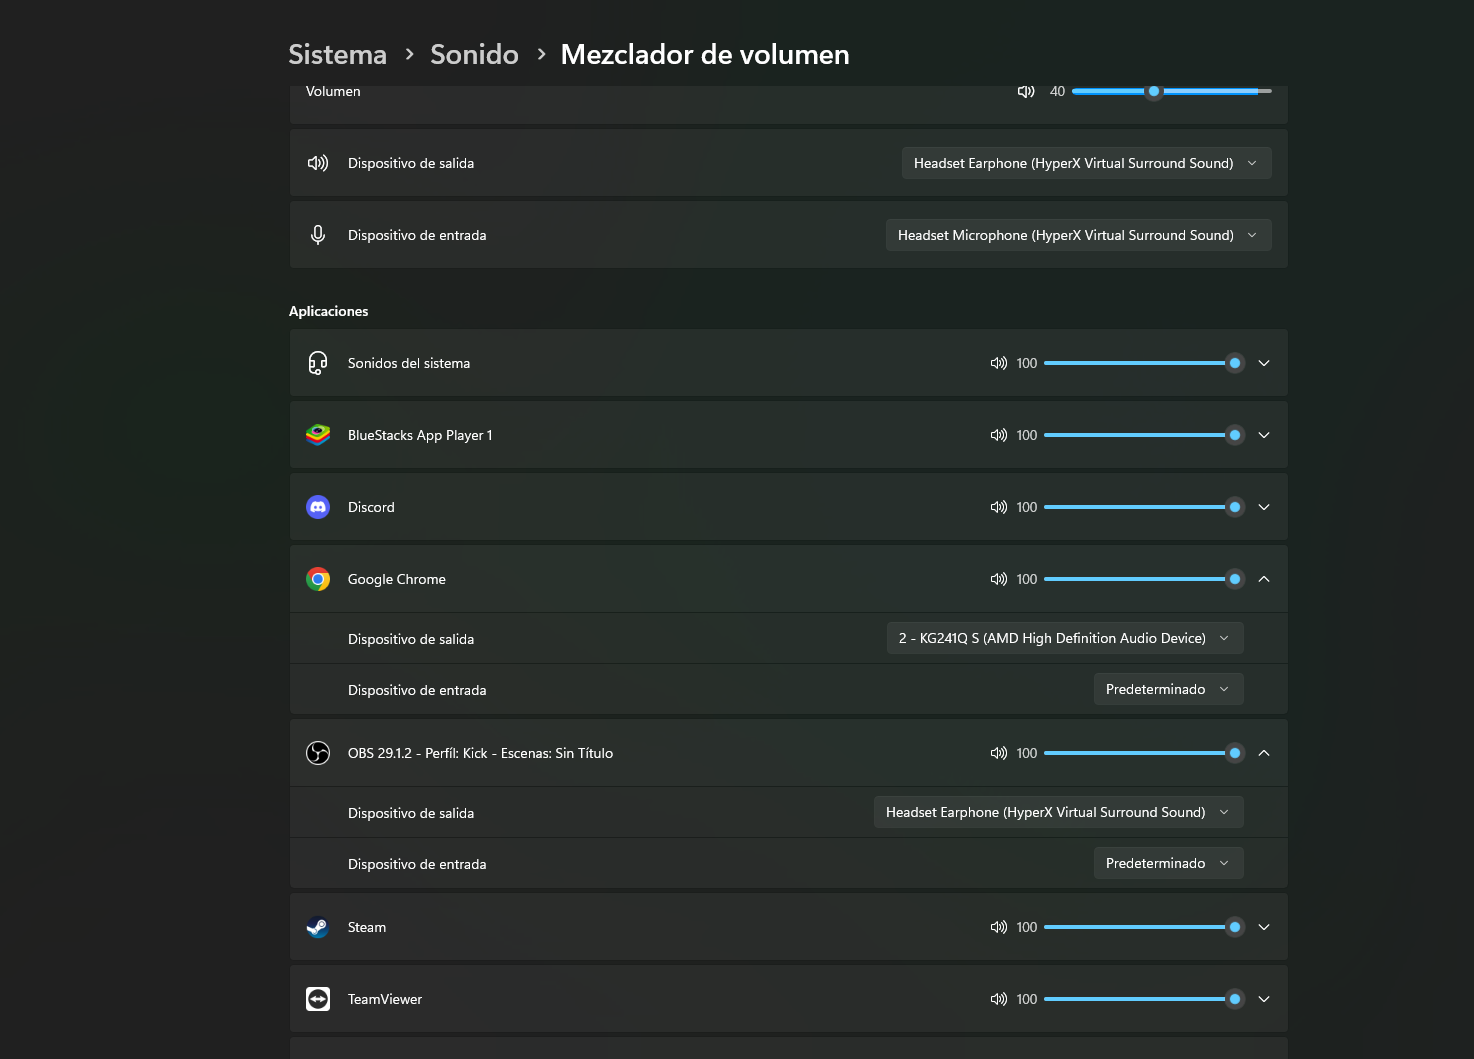 Sistema > Sonido > Mezclador de volumen
Volumen 40
Dispositivo de salida Headset Earphone (HyperX Virtual Surround Sound)
Dispositivo de entrada Headset Microphone (HyperX Virtual Surround Sound)
Aplicaciones
Sonidos del sistema 100
BlueStacks App Player 1 100
Discord 100
Google Chrome 100
Dispositivo de salida 2 - KG241Q S (AMD High Definition Audio Device)
Dispositivo de entrada Predeterminado
OBS 29.1.2 - Perfíl: Kick - Escenas: Sin Título 100
Dispositivo de salida Headset Earphone (HyperX Virtual Surround Sound)
Dispositivo de entrada Predeterminado
Steam 100
TeamViewer 100